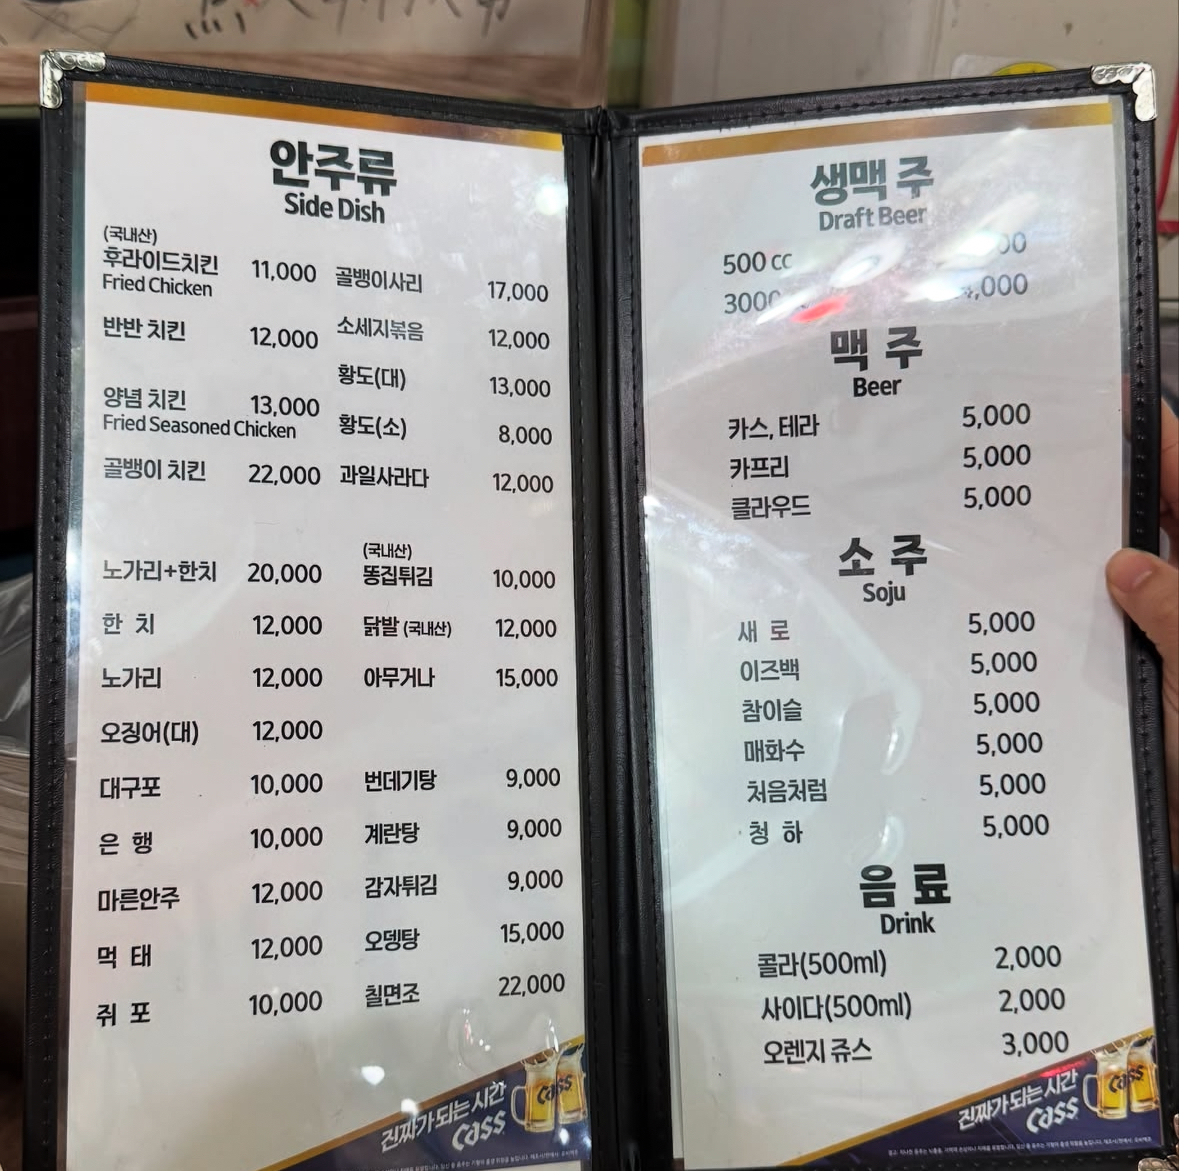 안주류
Side Dish
(국내산)
후라이드치킨 11,000
Fried Chicken
반반 치킨 12,000
양념 치킨 13,000
Fried Seasoned Chicken
골뱅이 치킨 22,000
노가리+한치 20,000
한 치 12,000
노가리 12,000
오징어(대) 12,000
대구포 10,000
은 행 10,000
마른안주 12,000
먹 태 12,000
쥐 포 10,000
골뱅이사리 17,000
소세지볶음 12,000
황도(대) 13,000
황도(소) 8,000
과일사라다 12,000
(국내산)
똥집튀김 10,000
닭발 (국내산) 12,000
아무거나 15,000
번데기탕 9,000
계란탕 9,000
감자튀김 9,000
오뎅탕 15,000
칠면조 22,000
진짜가 되는 시간
Cass
Cass
생맥 주
Draft Beer
500 cc
맥 주
Beer
카스, 테라 5,000
카프리 5,000
클라우드 5,000
소 주
Soju
새 로 5,000
이즈백 5,000
참이슬 5,000
매화수 5,000
처음처럼 5,000
청 하 5,000
음 료
Drink
콜라(500ml) 2,000
사이다(500ml) 2,000
오렌지 쥬스 3,000
진짜가 되는 시간
Cass
Cass